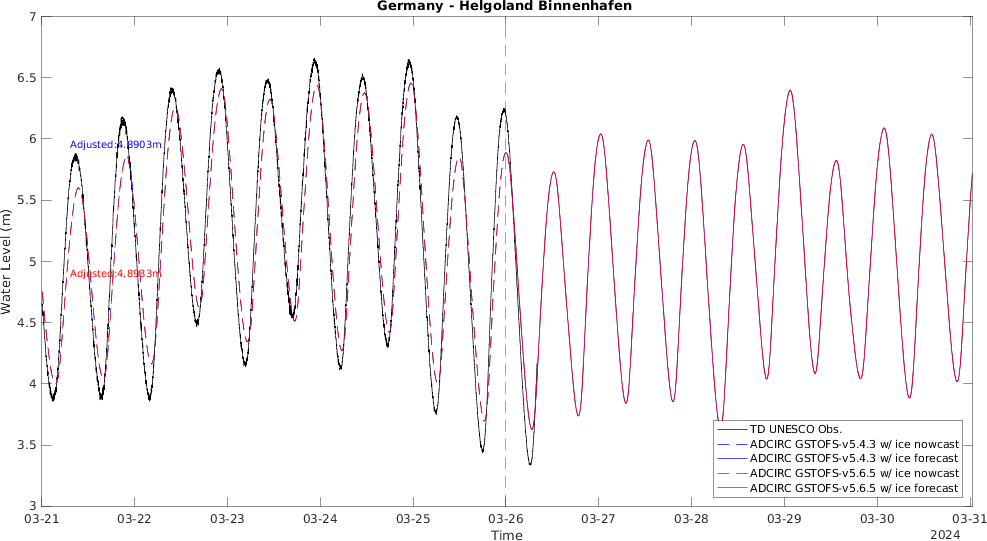 Germany - Helgoland Binnenhafen
7
6.5
6
5.5
5
4.5
4
3.5
3
Water Level (m)
Adjusted:4.8903m
Adjusted:4.8933m
TD UNESCO Obs.
ADCIRC GSTOFS-v5.4.3 w/ ice nowcast
ADCIRC GSTOFS-v5.4.3 w/ ice forecast
ADCIRC GSTOFS-v5.6.5 w/ ice nowcast
ADCIRC GSTOFS-v5.6.5 w/ ice forecast
03-21 03-22 03-23 03-24 03-25 03-26 03-27 03-28 03-29 03-30 03-31
Time
2024